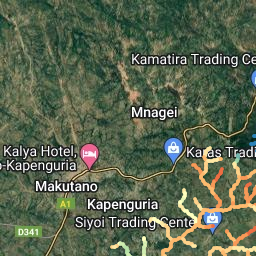 Kamatira Trading Ce
Mnagei
Kalya Hotel,
o-Kapenguria
Karas Tradi
Makutano
Kapenguria
A1
Siyoi Trading Cente
D341